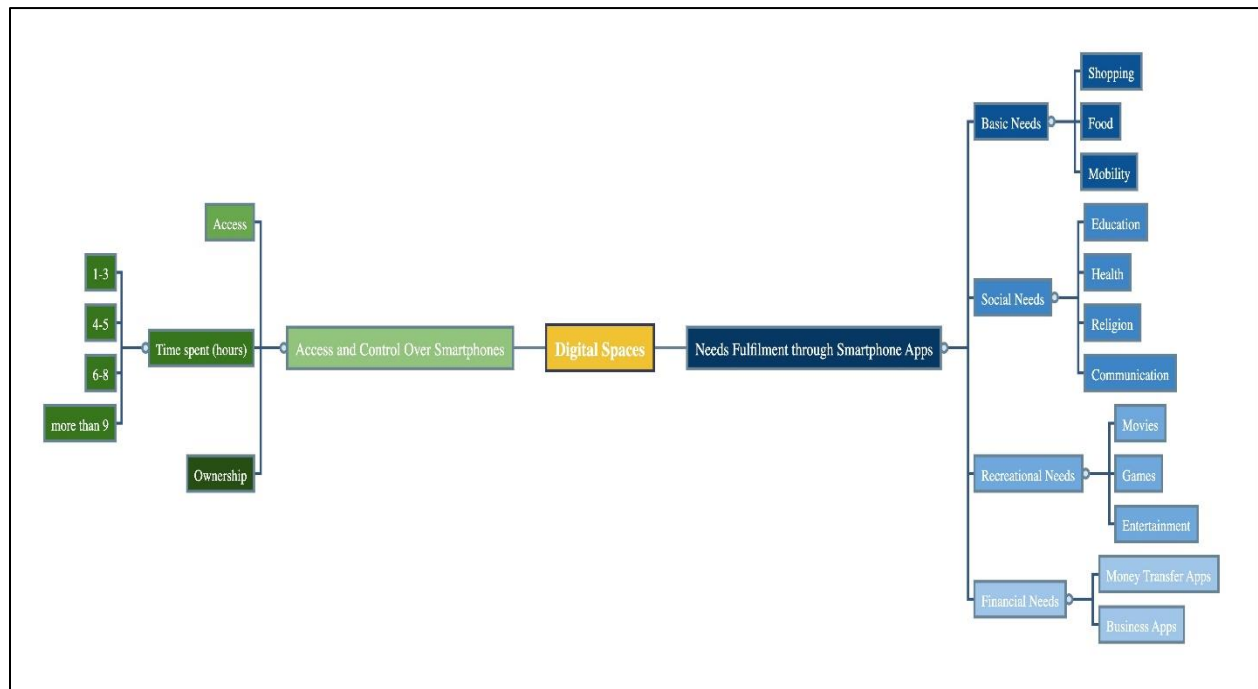 Digital Spaces
Access and Control Over Smartphones
Access
Time spent (hours)
1-3
4-5
6-8
more than 9
Ownership
Needs Fulfilment through Smartphone Apps
Basic Needs
Shopping
Food
Mobility
Social Needs
Education
Health
Religion
Communication
Recreational Needs
Movies
Games
Entertainment
Financial Needs
Money Transfer Apps
Business Apps